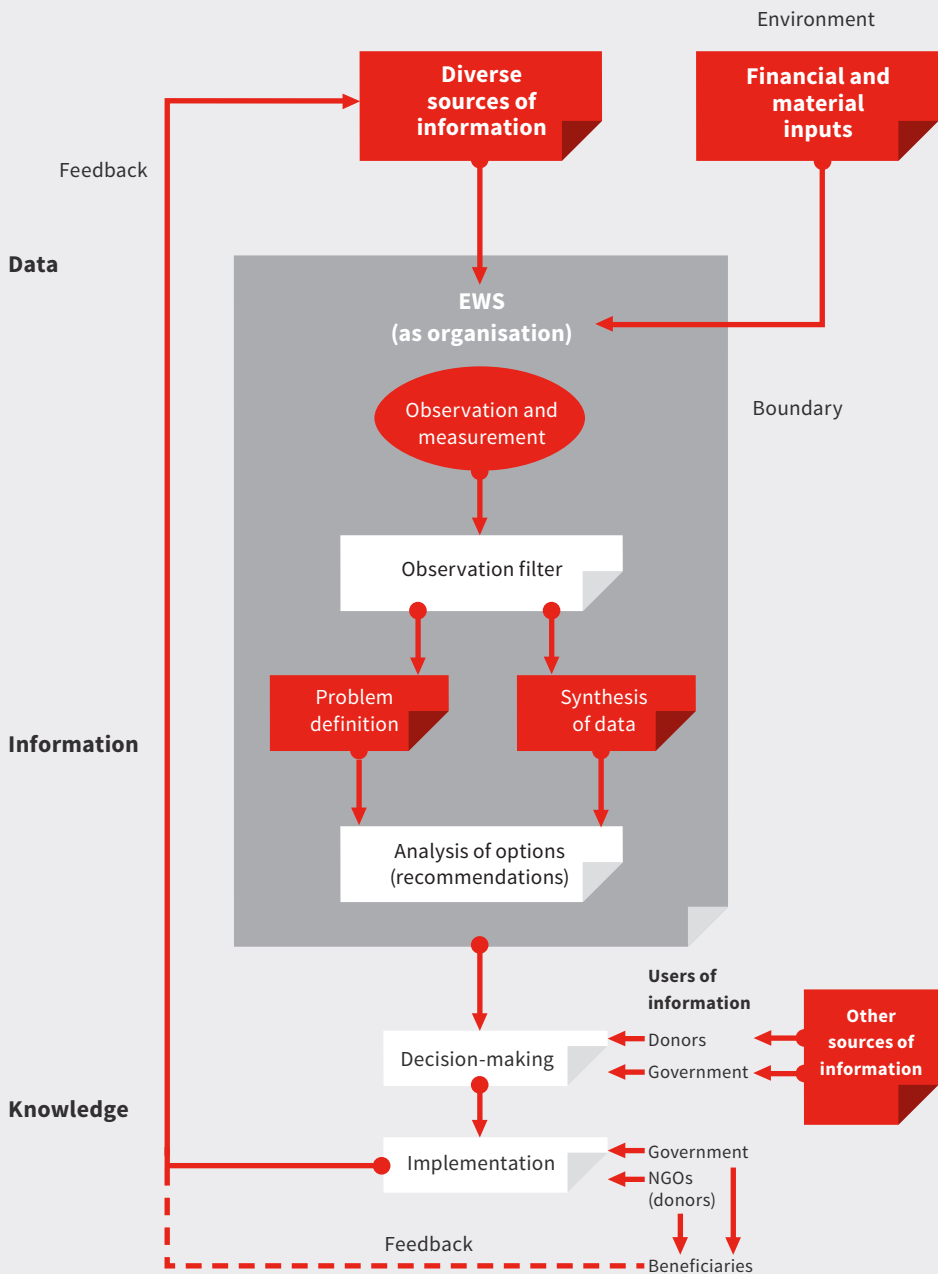 Environment
Diverse
sources of
information
Financial and
material
inputs
Feedback
Data
EWS
(as organisation)
Observation and
measurement
Boundary
Observation filter
Problem
definition
Synthesis
of data
Information
Analysis of options
(recommendations)
Users of
information
Other
sources of
information
Decision-making
Donors
Government
Knowledge
Implementation
Government
NGOs
(donors)
Feedback
Beneficiaries